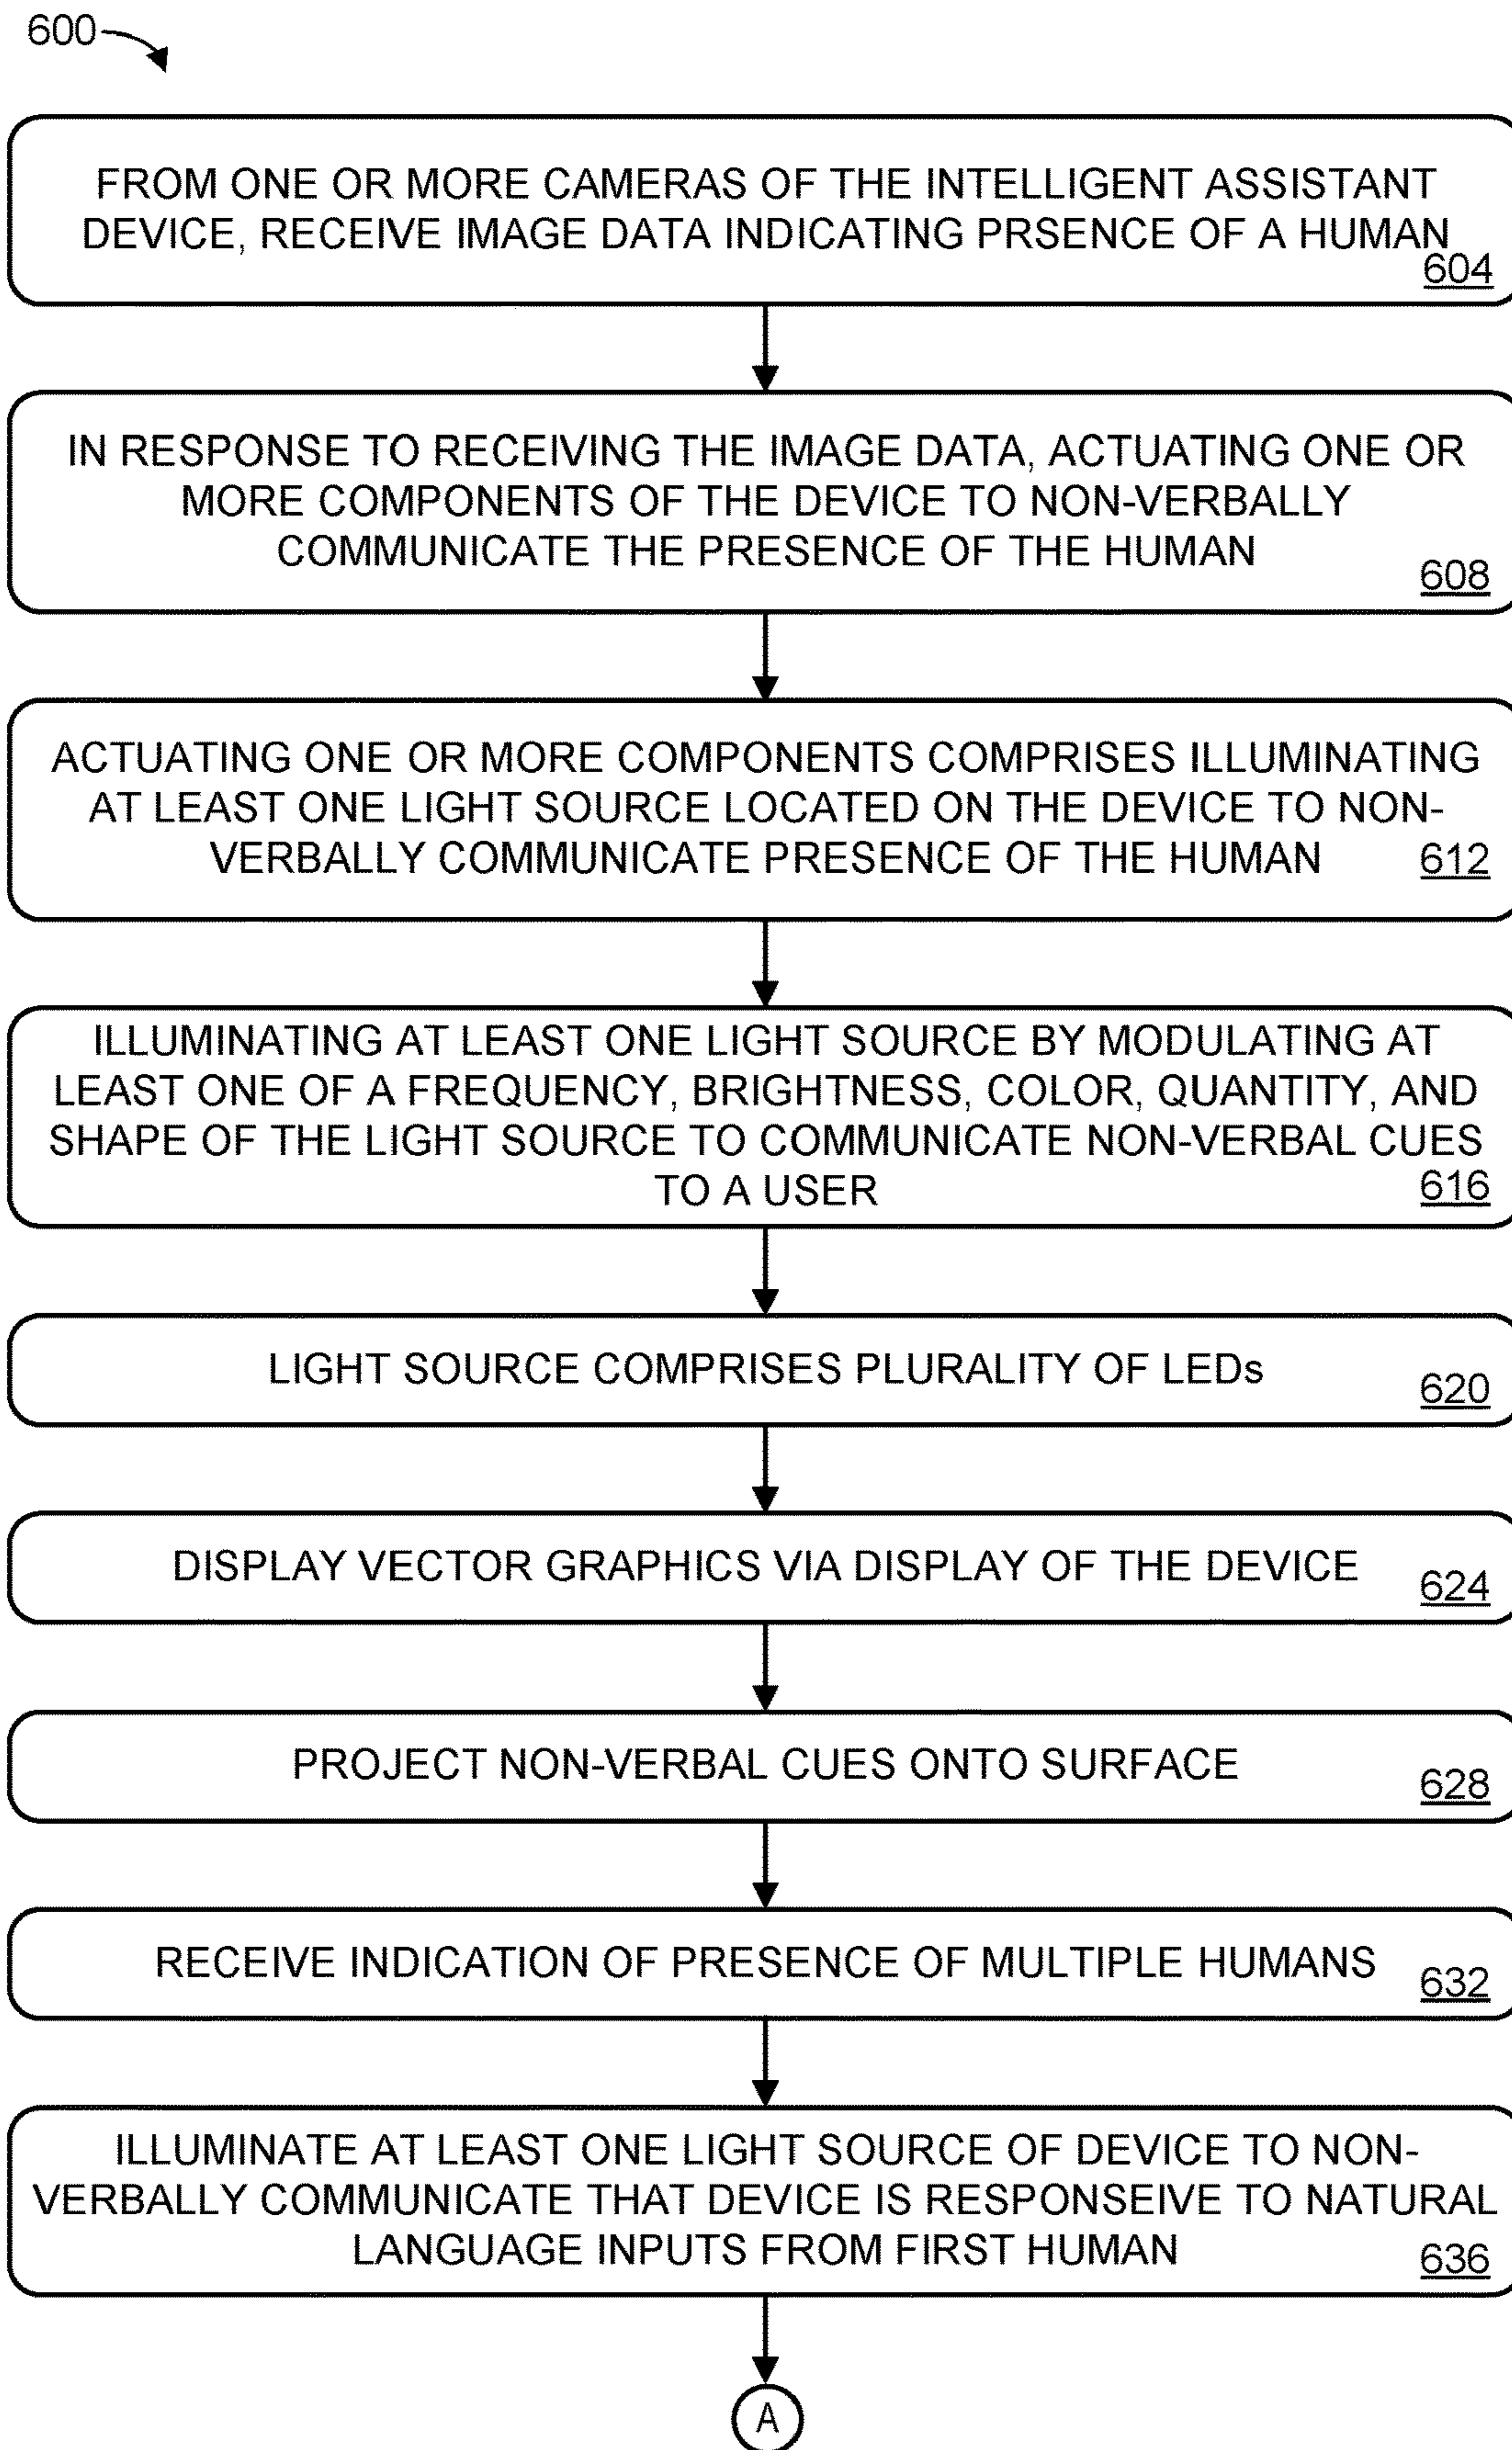 600
FROM ONE OR MORE CAMERAS OF THE INTELLIGENT ASSISTANT
DEVICE, RECEIVE IMAGE DATA INDICATING PRSENCE OF A HUMAN
604
IN RESPONSE TO RECEIVING THE IMAGE DATA, ACTUATING ONE OR
MORE COMPONENTS OF THE DEVICE TO NON-VERBALLY
COMMUNICATE THE PRESENCE OF THE HUMAN
608
ACTUATING ONE OR MORE COMPONENTS COMPRISES ILLUMINATING
AT LEAST ONE LIGHT SOURCE LOCATED ON THE DEVICE TO NON-
VERBALLY COMMUNICATE PRESENCE OF THE HUMAN
612
ILLUMINATING AT LEAST ONE LIGHT SOURCE BY MODULATING AT
LEAST ONE OF A FREQUENCY, BRIGHTNESS, COLOR, QUANTITY, AND
SHAPE OF THE LIGHT SOURCE TO COMMUNICATE NON-VERBAL CUES
TO A USER
616
LIGHT SOURCE COMPRISES PLURALITY OF LEDs
620
DISPLAY VECTOR GRAPHICS VIA DISPLAY OF THE DEVICE
624
PROJECT NON-VERBAL CUES ONTO SURFACE
628
RECEIVE INDICATION OF PRESENCE OF MULTIPLE HUMANS
632
ILLUMINATE AT LEAST ONE LIGHT SOURCE OF DEVICE TO NON-
VERBALLY COMMUNICATE THAT DEVICE IS RESPONSEIVE TO NATURAL
LANGUAGE INPUTS FROM FIRST HUMAN
636
A